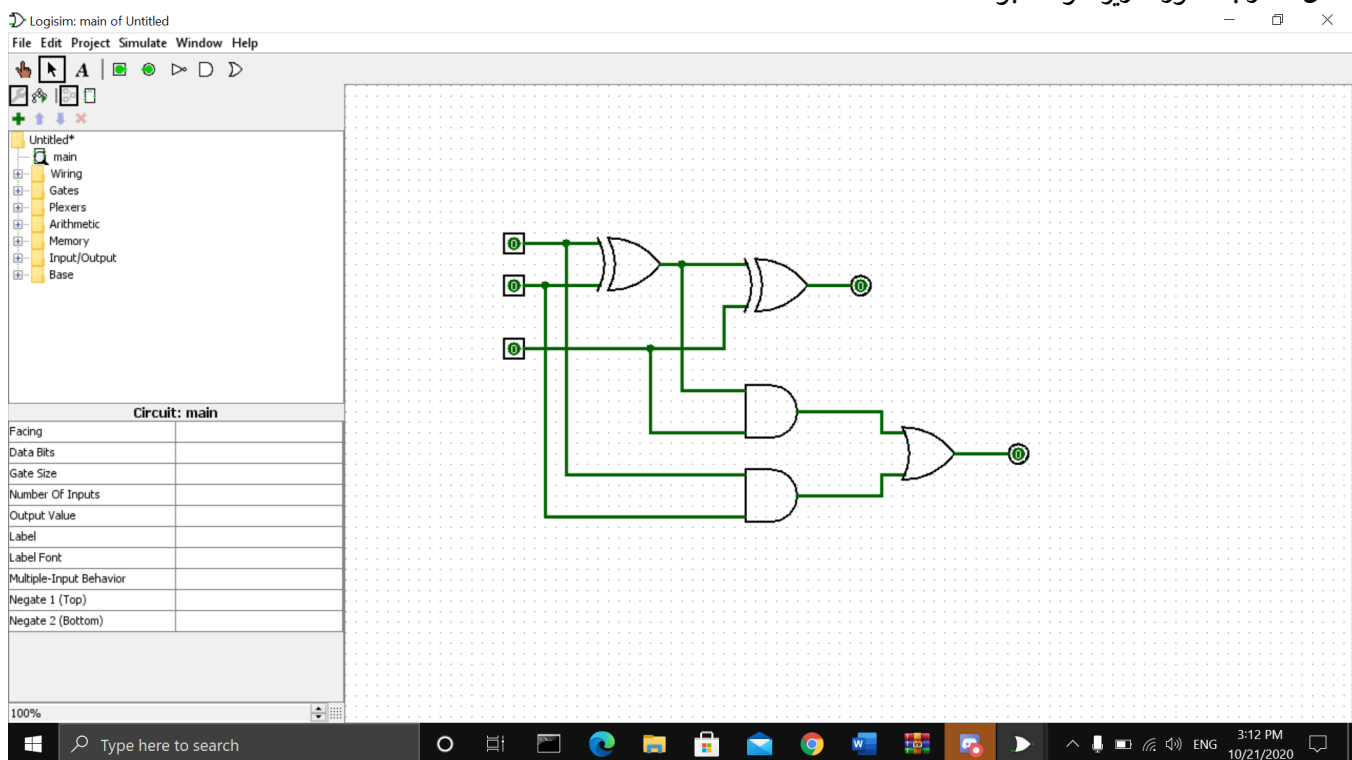 Logisim: main of Untitled
File Edit Project Simulate Window Help
A
Untitled*
main
Wiring
Gates
Plexers
Arithmetic
Memory
Input/Output
Base
0
0
0
0
0
Circuit: main
Facing
Data Bits
Gate Size
Number Of Inputs
Output Value
Label
Label Font
Multiple-Input Behavior
Negate 1 (Top)
Negate 2 (Bottom)
100%
Type here to search
ENG
3:12 PM
10/21/2020